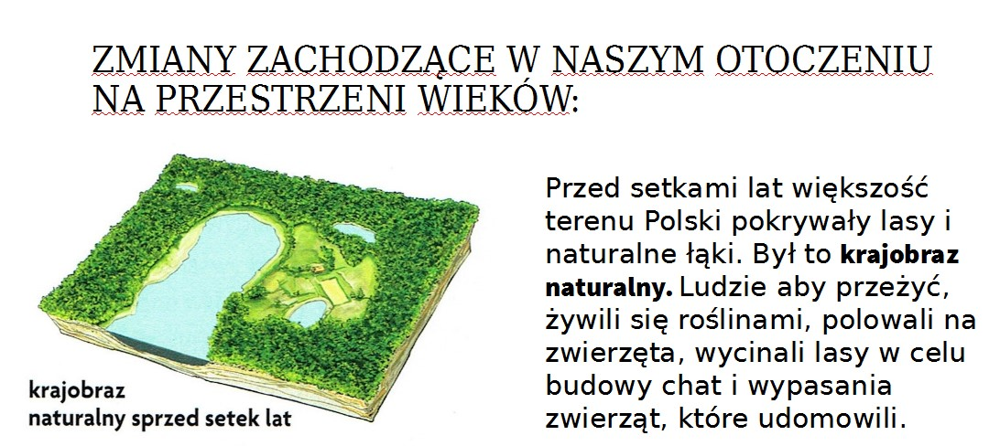 ZMIANY ZACHODZĄCE W NASZYM OTOCZENIU
NA PRZESTRZENI WIEKÓW:
Przed setkami lat większość
terenu Polski pokrywały lasy i
naturalne łąki. Był to krajobraz
naturalny. Ludzie aby przeżyć,
żywili się roślinami, polowali na
zwierzęta, wycinali lasy w celu
budowy chat i wypasania
zwierząt, które udomowili.
krajobraz
naturalny sprzed setek lat